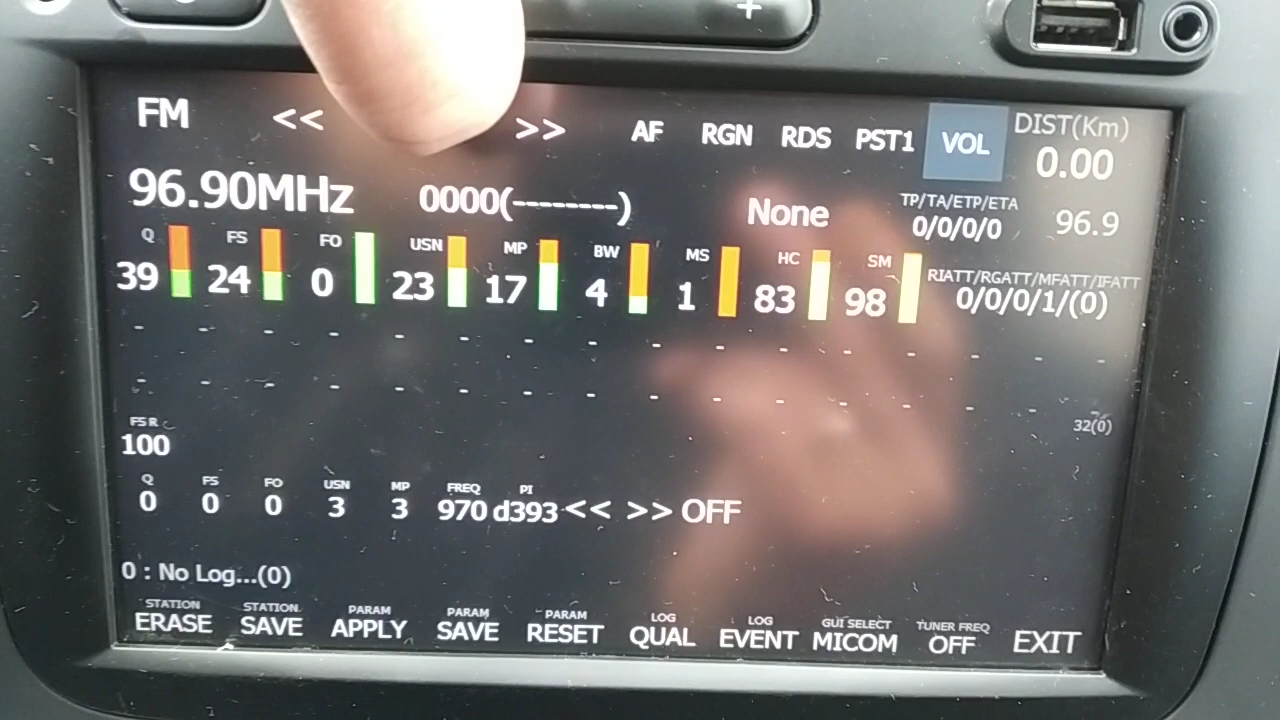 +
FM << >> AF RGN RDS PST1 VOL DIST(Km)
0.00
96.90MHz 0000(--------) None TP/TA/ETP/ETA
0/0/0/0 96.9
Q FS FO USN MP BW MS HC SM RIATT/RGATT/MFATT/IFATT
39 24 0 23 17 4 1 83 98 0/0/0/1/(0)
- - - - - - - - - - - - - - - -
- - - - - - - - - - - - - - - -
FS R 32(0)
100
Q FS FO USN MP FREQ PI
0 0 0 3 3 970 d393 << >> OFF
0 : No Log...(0)
STATION STATION PARAM PARAM PARAM LOG LOG GUI SELECT TUNER FREQ
ERASE SAVE APPLY SAVE RESET QUAL EVENT MICOM OFF EXIT